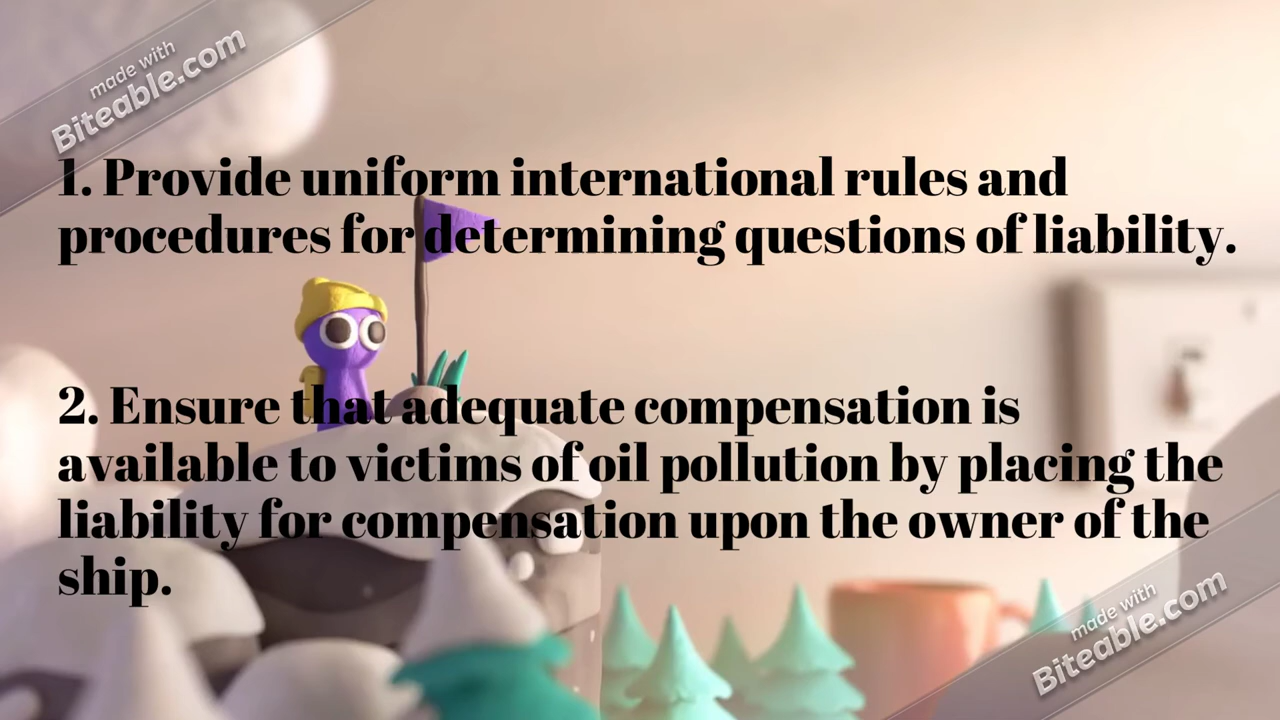 made with
Biteable.com
1. Provide uniform international rules and
procedures for determining questions of liability.
2. Ensure that adequate compensation is
available to victims of oil pollution by placing the
liability for compensation upon the owner of the
ship.
made with
Biteable.com